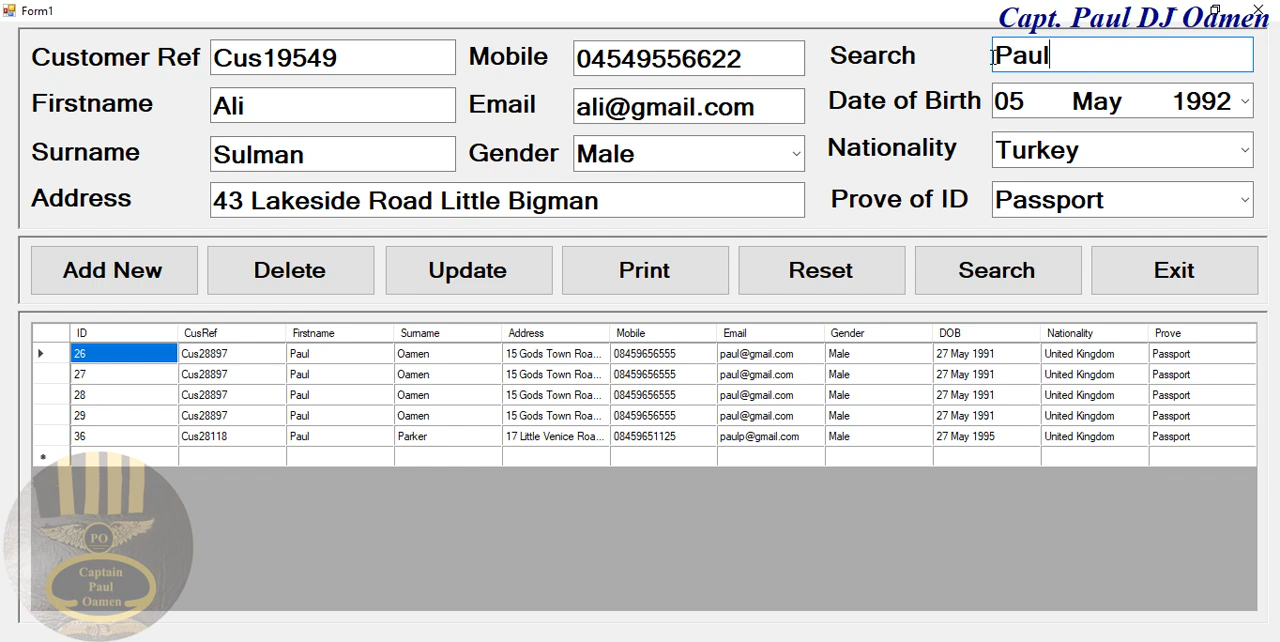 Form1
Capt. Paul DJ Oamen
Customer Ref Cus19549 Mobile 04549556622 Search Paul
Firstname Ali Email ali@gmail.com Date of Birth 05 May 1992
Surname Sulman Gender Male Nationality Turkey
Address 43 Lakeside Road Little Bigman Prove of ID Passport
Add New Delete Update Print Reset Search Exit
ID CusRef Firstname Surname Address Mobile Email Gender DOB Nationality Prove
26 Cus28897 Paul Oamen 15 Gods Town Roa... 08459656555 paul@gmail.com Male 27 May 1991 United Kingdom Passport
27 Cus28897 Paul Oamen 15 Gods Town Roa... 08459656555 paul@gmail.com Male 27 May 1991 United Kingdom Passport
28 Cus28897 Paul Oamen 15 Gods Town Roa... 08459656555 paul@gmail.com Male 27 May 1991 United Kingdom Passport
29 Cus28897 Paul Oamen 15 Gods Town Roa... 08459656555 paul@gmail.com Male 27 May 1991 United Kingdom Passport
36 Cus28118 Paul Parker 17 Little Venice Roa... 08459651125 paulp@gmail.com Male 27 May 1995 United Kingdom Passport
PO
Captain
Paul
Oamen